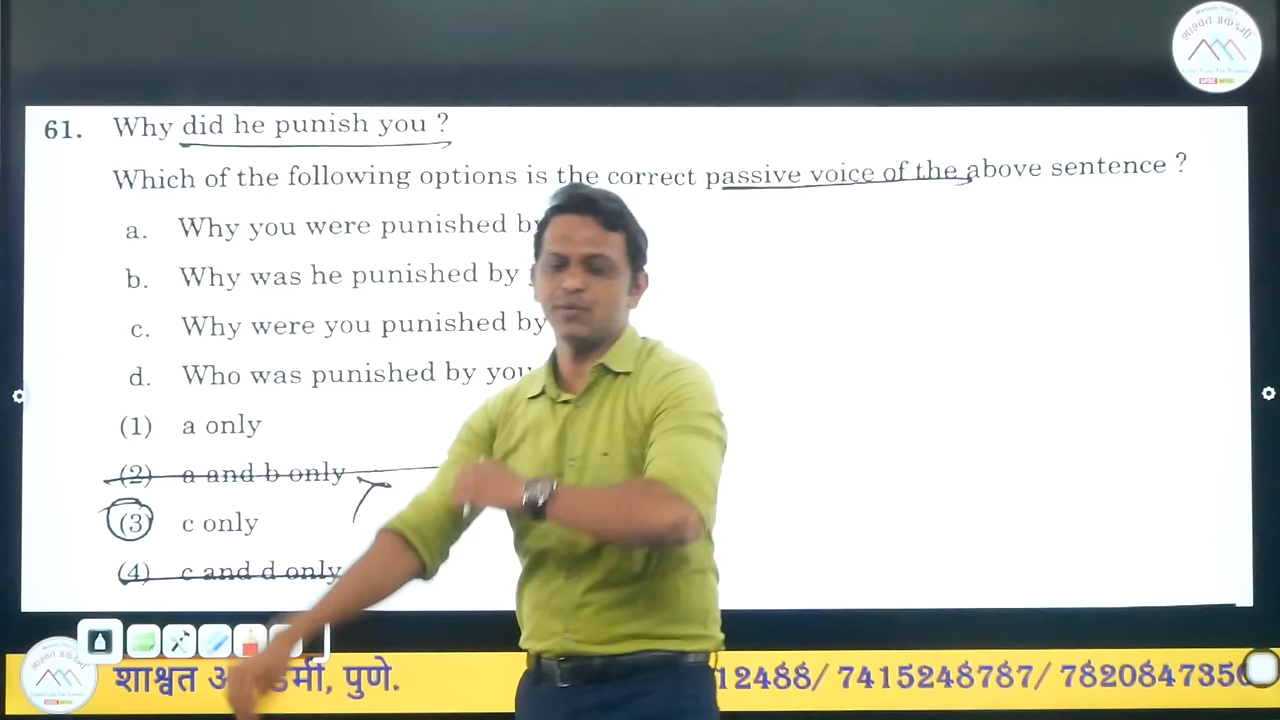 61. Why did he punish you ?
Which of the following options is the correct passive voice of the above sentence ?
a. Why you were punished by
b. Why was he punished by
c. Why were you punished by
d. Who was punished by you
(1) a only
(2) a and b only
(3) c only
(4) c and d only
शाश्वत पुणे.
12488/ 7415248787/ 782084735